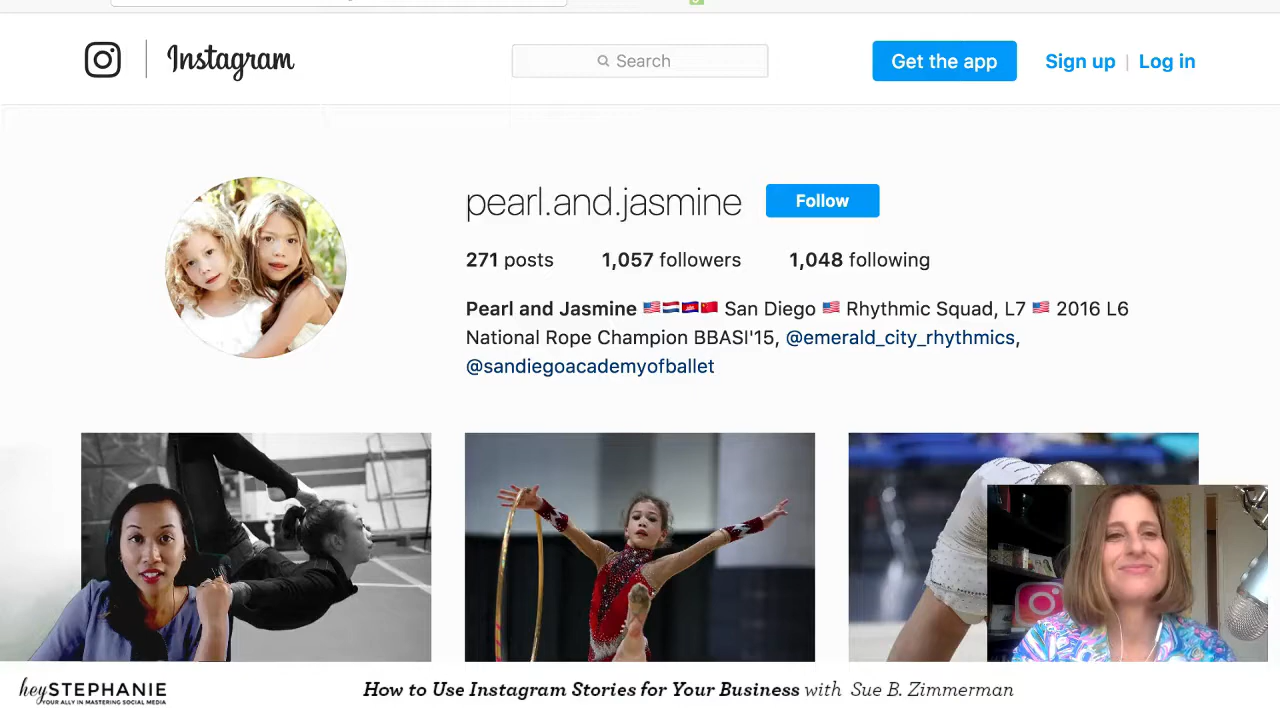 Instagram
Search
Get the app
Sign up | Log in
pearl.and.jasmine
Follow
271 posts 1,057 followers 1,048 following
Pearl and Jasmine 🇺🇸🇳🇱🇰🇭🇨🇳 San Diego 🇺🇸 Rhythmic Squad, L7 🇺🇸 2016 L6
National Rope Champion BBASI'15, @emerald_city_rhythmics,
@sandiegoacademyofballet
heySTEPHANIE
YOUR ALLY IN MASTERING SOCIAL MEDIA
How to Use Instagram Stories for Your Business with Sue B. Zimmerman